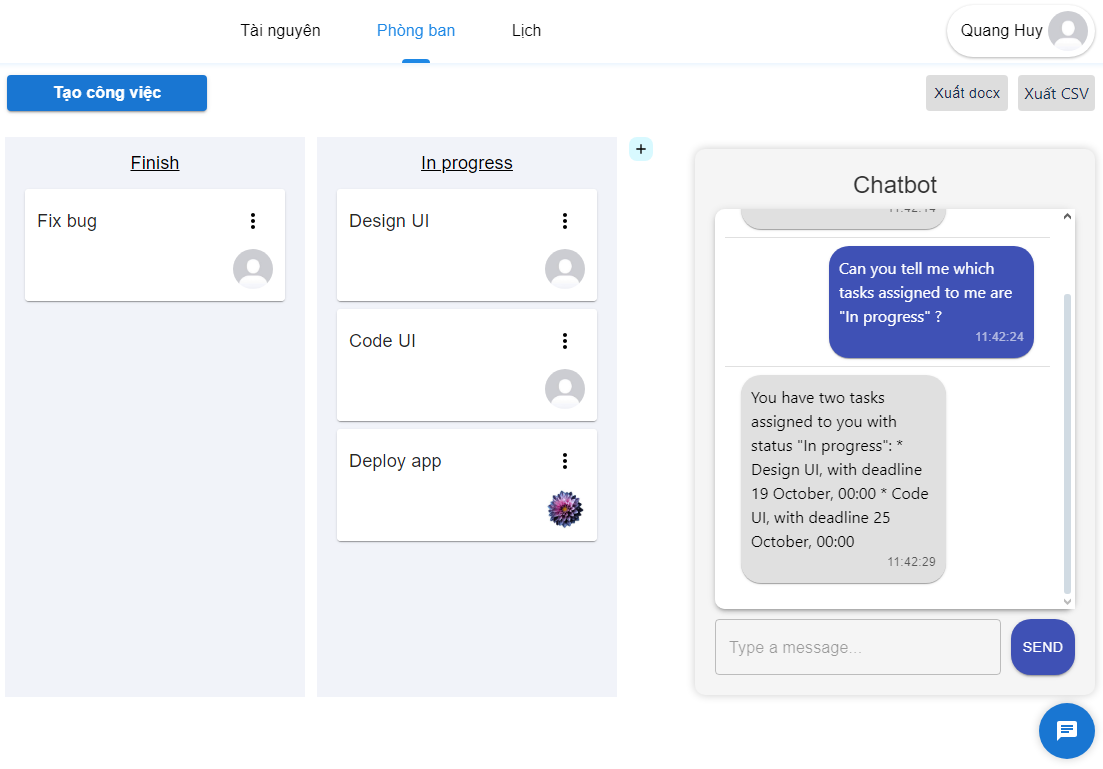 Tài nguyên
Phòng ban
Lịch
Quang Huy
Tạo công việc
Xuất docx
Xuất CSV
Finish
Fix bug
In progress
Design UI
Code UI
Deploy app
+
Chatbot
11:42:14
Can you tell me which
tasks assigned to me are
"In progress" ?
11:42:24
You have two tasks
assigned to you with
status "In progress": *
Design UI, with deadline
19 October, 00:00 * Code
UI, with deadline 25
October, 00:00
11:42:29
Type a message...
SEND